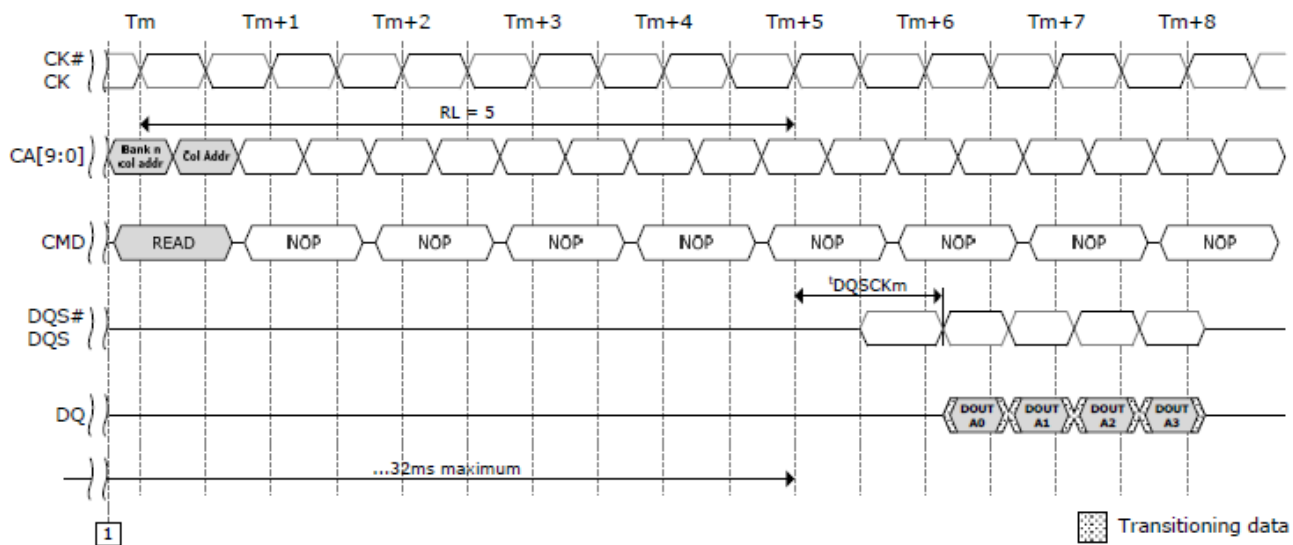 Tm Tm+1 Tm+2 Tm+3 Tm+4 Tm+5 Tm+6 Tm+7 Tm+8
CK#
CK
RL = 5
CA[9:0]
Bank n
col addr
Col Addr
CMD READ NOP NOP NOP NOP NOP NOP NOP NOP
tDQSCKm
DQS#
DQS
DQ
DOUT
A0
DOUT
A1
DOUT
A2
DOUT
A3
...32ms maximum
1
Transitioning data